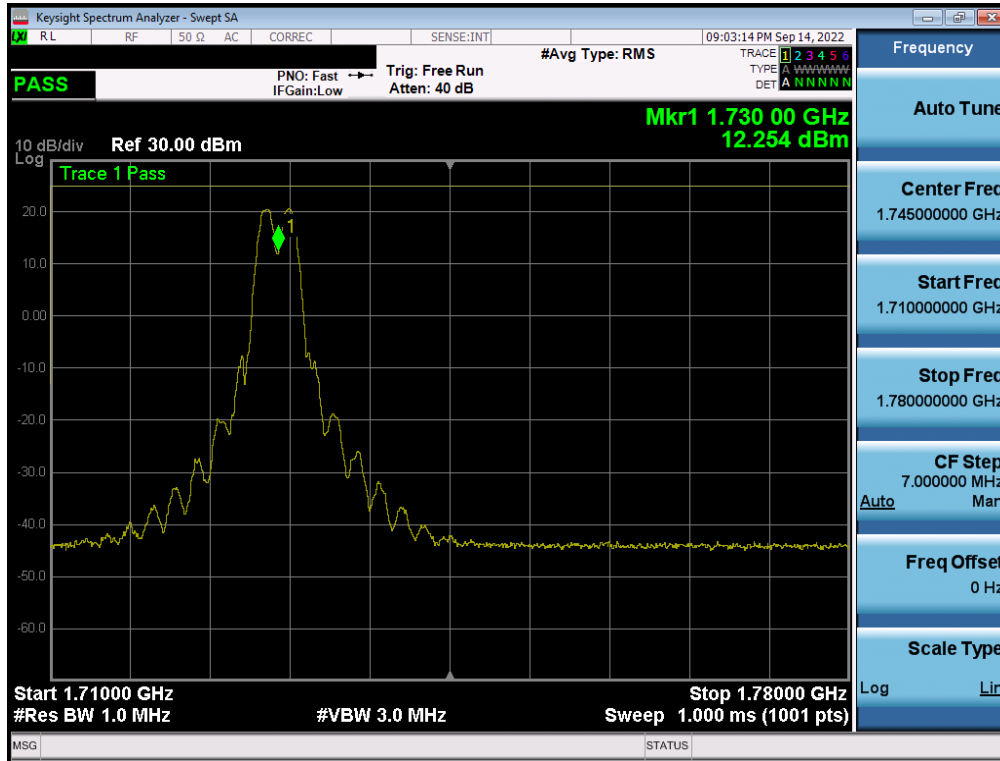 Keysight Spectrum Analyzer - Swept SA
LXI RL RF 50 Ω AC CORREC SENSE:INT 09:03:14 PM Sep 14, 2022
#Avg Type: RMS
TRACE 1 2 3 4 5 6
TYPE A WWWWW
DET A N N N N N
PASS
PNO: Fast
IFGain:Low
Trig: Free Run
Atten: 40 dB
Mkr1 1.730 00 GHz
12.254 dBm
10 dB/div Ref 30.00 dBm
Log
Trace 1 Pass
1
20.0
10.0
0.00
-10.0
-20.0
-30.0
-40.0
-50.0
-60.0
Start 1.71000 GHz Stop 1.78000 GHz
#Res BW 1.0 MHz #VBW 3.0 MHz Sweep 1.000 ms (1001 pts)
MSG STATUS
Frequency
Auto Tune
Center Freq
1.745000000 GHz
Start Freq
1.710000000 GHz
Stop Freq
1.780000000 GHz
CF Step
7.000000 MHz
Auto Man
Freq Offset
0 Hz
Scale Type
Log Lin